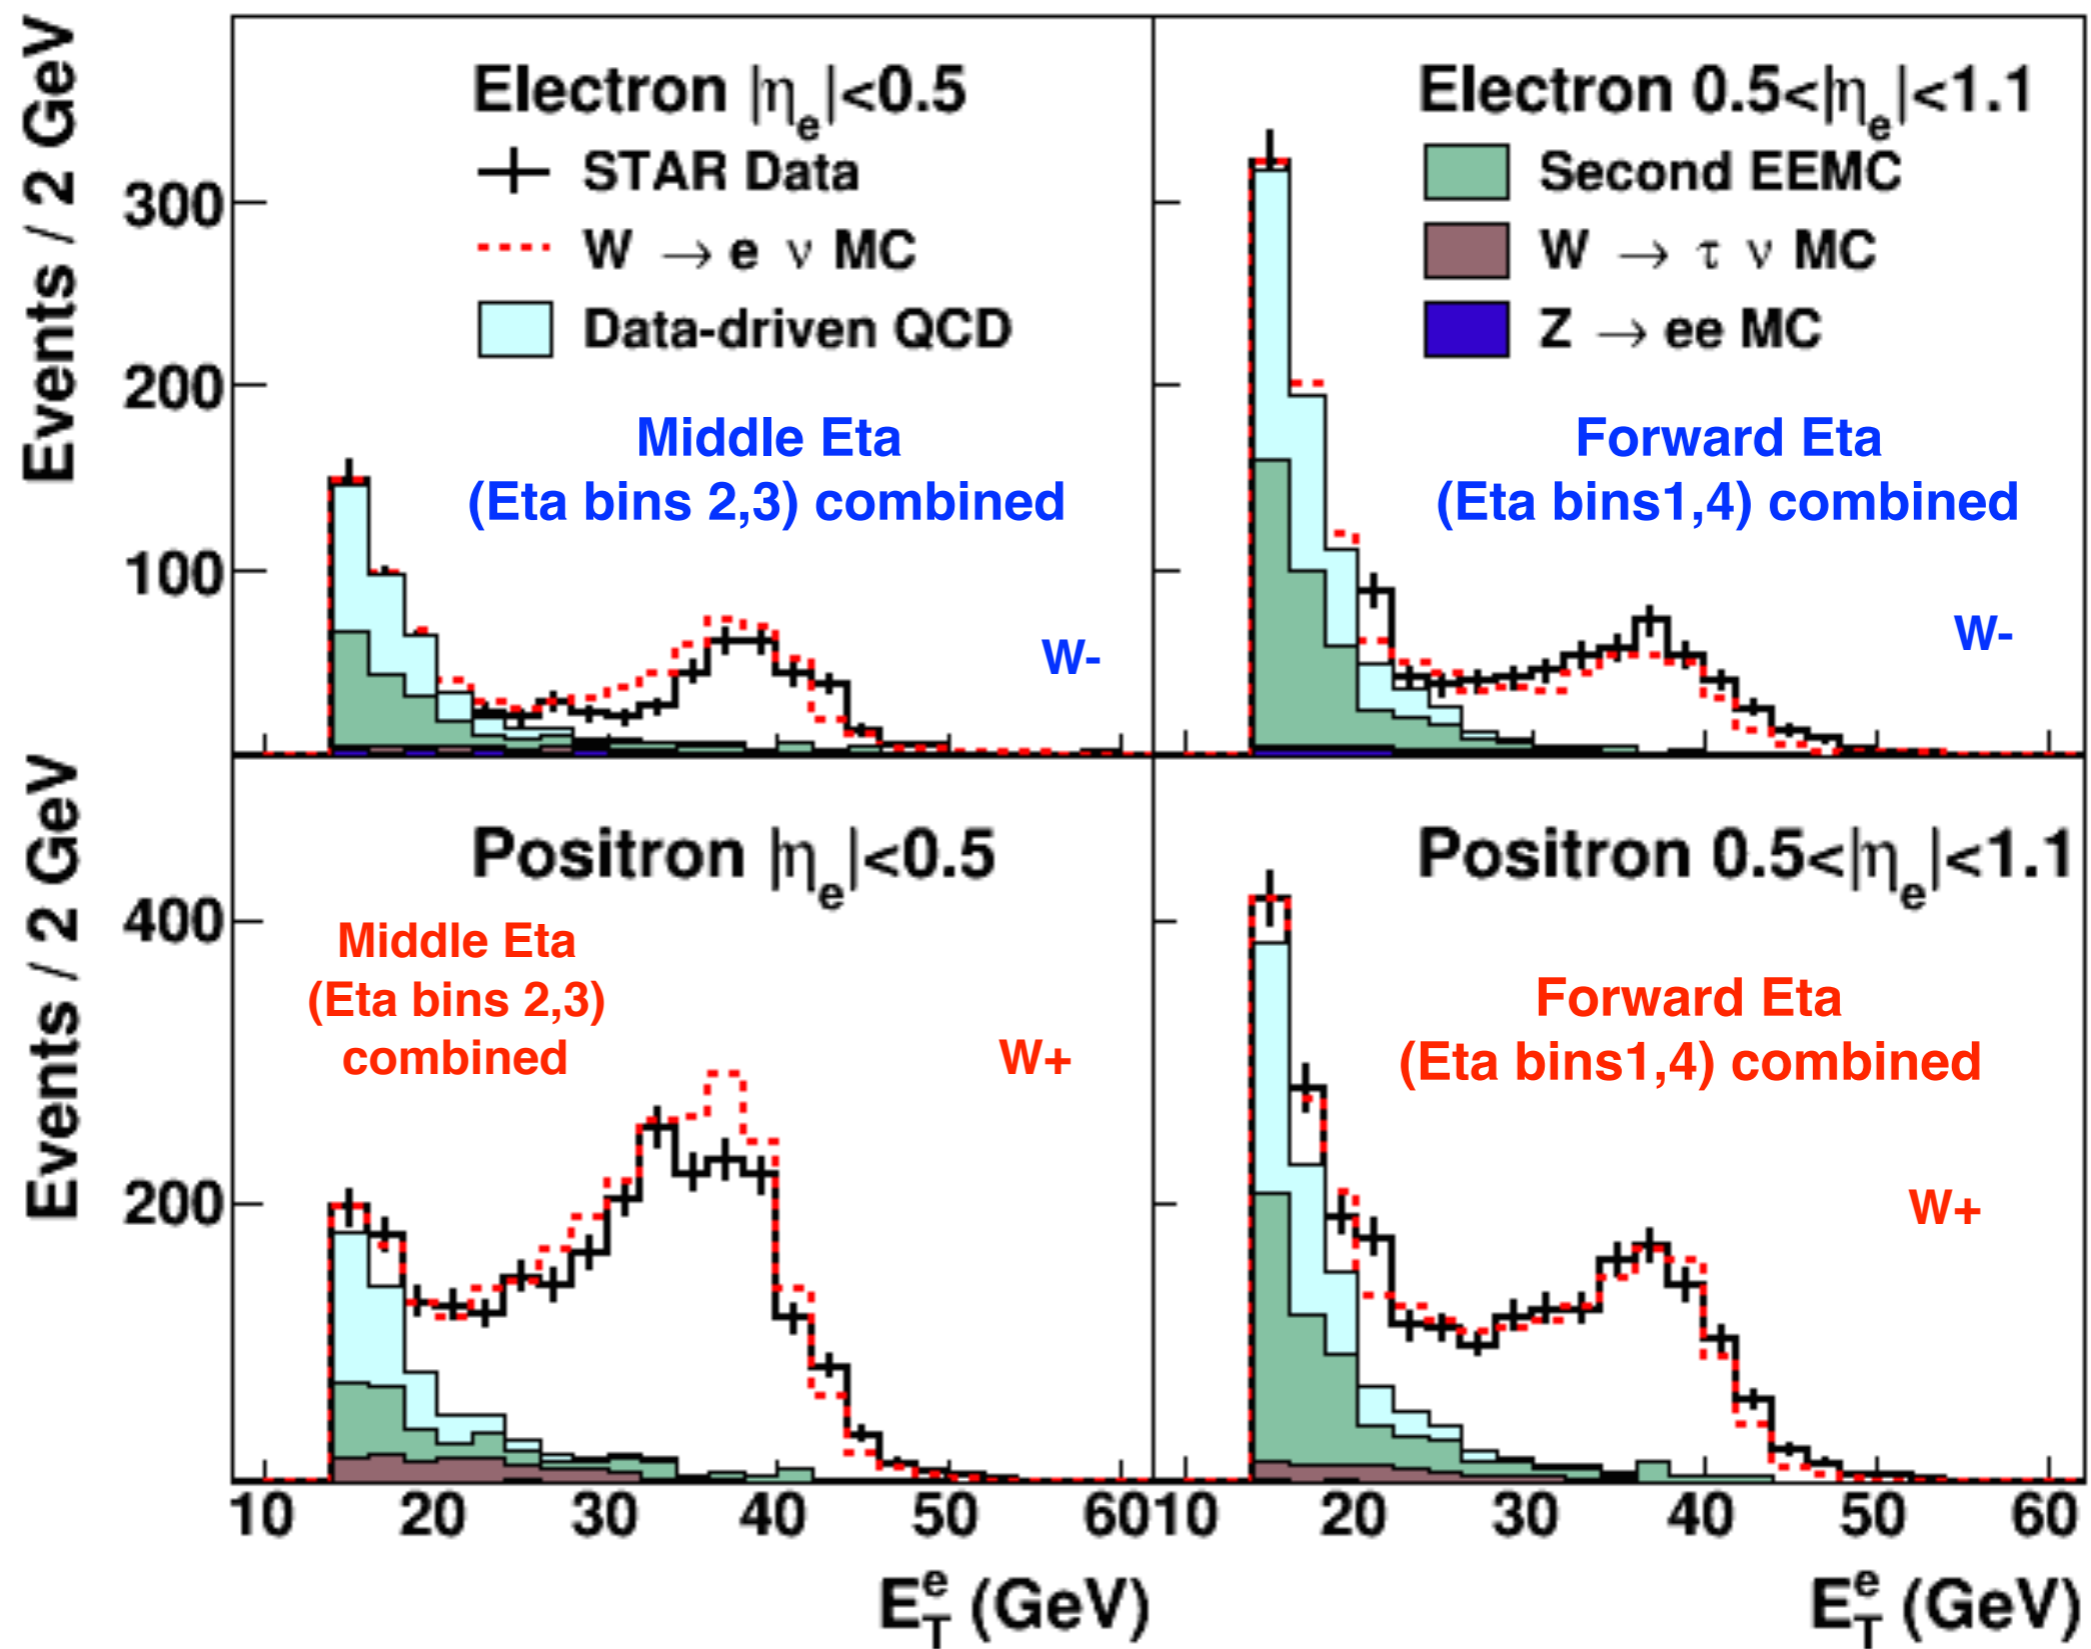 Events / 2 GeV
300
200
100
Electron |ηe|<0.5
STAR Data
W → e ν MC
Data-driven QCD
Middle Eta
(Eta bins 2,3) combined
W-
Electron 0.5<|ηe|<1.1
Second EEMC
W → τ ν MC
Z → ee MC
Forward Eta
(Eta bins1,4) combined
W-
Events / 2 GeV
400
200
Positron |ηe|<0.5
Middle Eta
(Eta bins 2,3)
combined
W+
Positron 0.5<|ηe|<1.1
Forward Eta
(Eta bins1,4) combined
W+
10 20 30 40 50 60
10 20 30 40 50 60
E_T^e (GeV)
E_T^e (GeV)